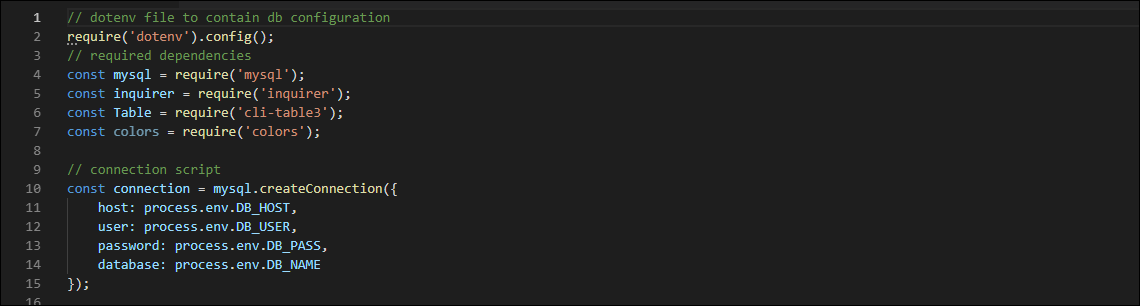 1 // dotenv file to contain db configuration
2 require('dotenv').config();
3 // required dependencies
4 const mysql = require('mysql');
5 const inquirer = require('inquirer');
6 const Table = require('cli-table3');
7 const colors = require('colors');
8
9 // connection script
10 const connection = mysql.createConnection({
11     host: process.env.DB_HOST,
12     user: process.env.DB_USER,
13     password: process.env.DB_PASS,
14     database: process.env.DB_NAME
15 });
16